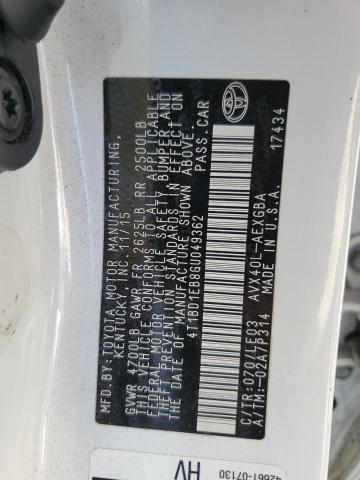 MFD. BY: TOYOTA MOTOR MANUFACTURING,
KENTUCKY, INC. 11/15
GVWR 4700LB GAWR FR 2625LB RR 2500LB
THIS VEHICLE CONFORMS TO ALL APPLICABLE
FEDERAL MOTOR VEHICLE SAFETY, BUMPER AND
THEFT PREVENTION STANDARDS IN EFFECT ON
THE DATE OF MANUFACTURE SHOWN ABOVE.
4T1BD1EB8GU049362 PASS.CAR
C/TR:070/LE03 AVX40L-AEXGBA
A/TM:-02A/P314 17434
42661-07130
HV